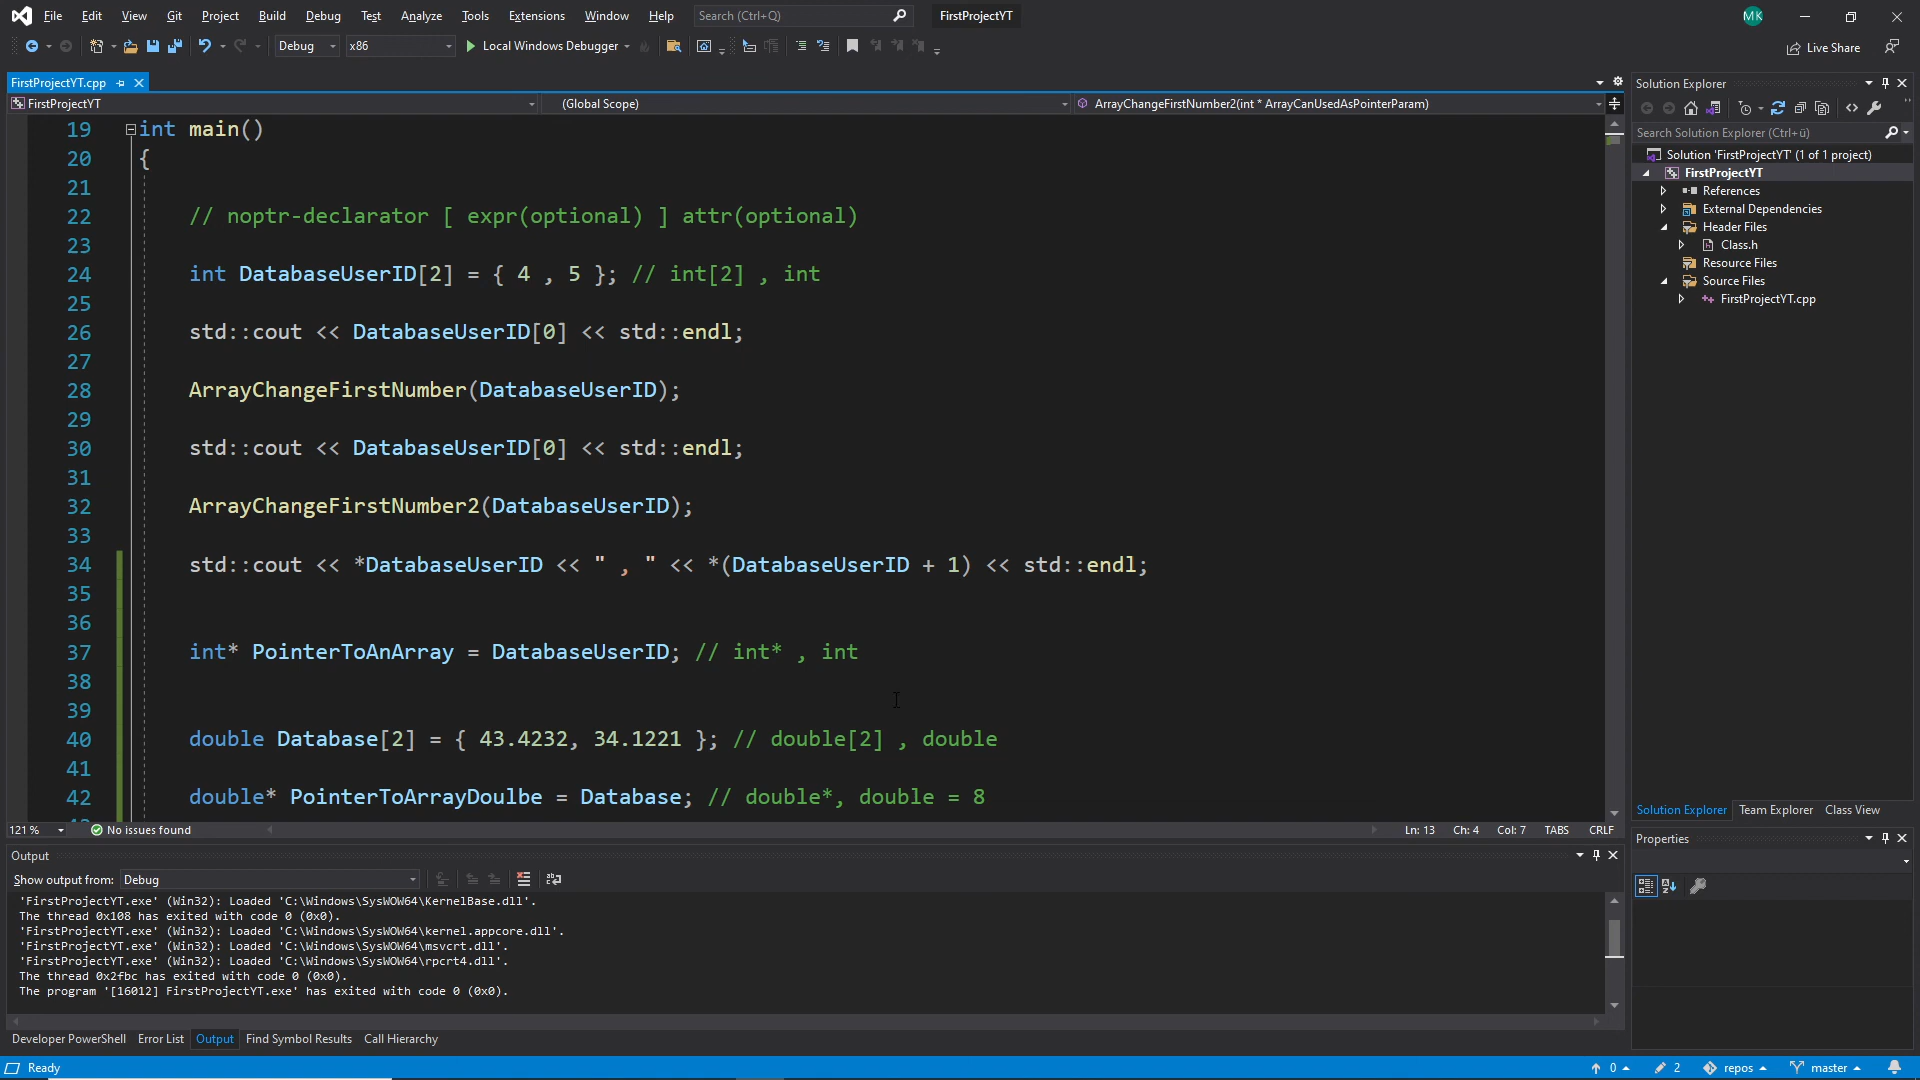 File Edit View Git Project Build Debug Test Analyze Tools Extensions Window Help Search (Ctrl+Q) FirstProjectYT MK
Debug x86 Local Windows Debugger Live Share
FirstProjectYT.cpp
FirstProjectYT (Global Scope) ArrayChangeFirstNumber2(int * ArrayCanUsedAsPointerParam)
19 int main()
20 {
21
22 // noptr-declarator [ expr(optional) ] attr(optional)
23
24 int DatabaseUserID[2] = { 4 , 5 }; // int[2] , int
25
26 std::cout << DatabaseUserID[0] << std::endl;
27
28 ArrayChangeFirstNumber(DatabaseUserID);
29
30 std::cout << DatabaseUserID[0] << std::endl;
31
32 ArrayChangeFirstNumber2(DatabaseUserID);
33
34 std::cout << *DatabaseUserID << " , " << *(DatabaseUserID + 1) << std::endl;
35
36
37 int* PointerToAnArray = DatabaseUserID; // int* , int
38
39
40 double Database[2] = { 43.4232, 34.1221 }; // double[2] , double
41
42 double* PointerToArrayDoulbe = Database; // double*, double = 8
121 % No issues found Ln: 13 Ch: 4 Col: 7 TABS CRLF
Output
Show output from: Debug
'FirstProjectYT.exe' (Win32): Loaded 'C:\Windows\SysWOW64\KernelBase.dll'.
The thread 0x108 has exited with code 0 (0x0).
'FirstProjectYT.exe' (Win32): Loaded 'C:\Windows\SysWOW64\kernel.appcore.dll'.
'FirstProjectYT.exe' (Win32): Loaded 'C:\Windows\SysWOW64\msvcrt.dll'.
'FirstProjectYT.exe' (Win32): Loaded 'C:\Windows\SysWOW64\rpcrt4.dll'.
The thread 0x2fbc has exited with code 0 (0x0).
The program '[16012] FirstProjectYT.exe' has exited with code 0 (0x0).
Developer PowerShell Error List Output Find Symbol Results Call Hierarchy
Solution Explorer
Search Solution Explorer (Ctrl+ü)
Solution 'FirstProjectYT' (1 of 1 project)
FirstProjectYT
References
External Dependencies
Header Files
Class.h
Resource Files
Source Files
FirstProjectYT.cpp
Solution Explorer Team Explorer Class View
Properties
Ready 0 2 repos master